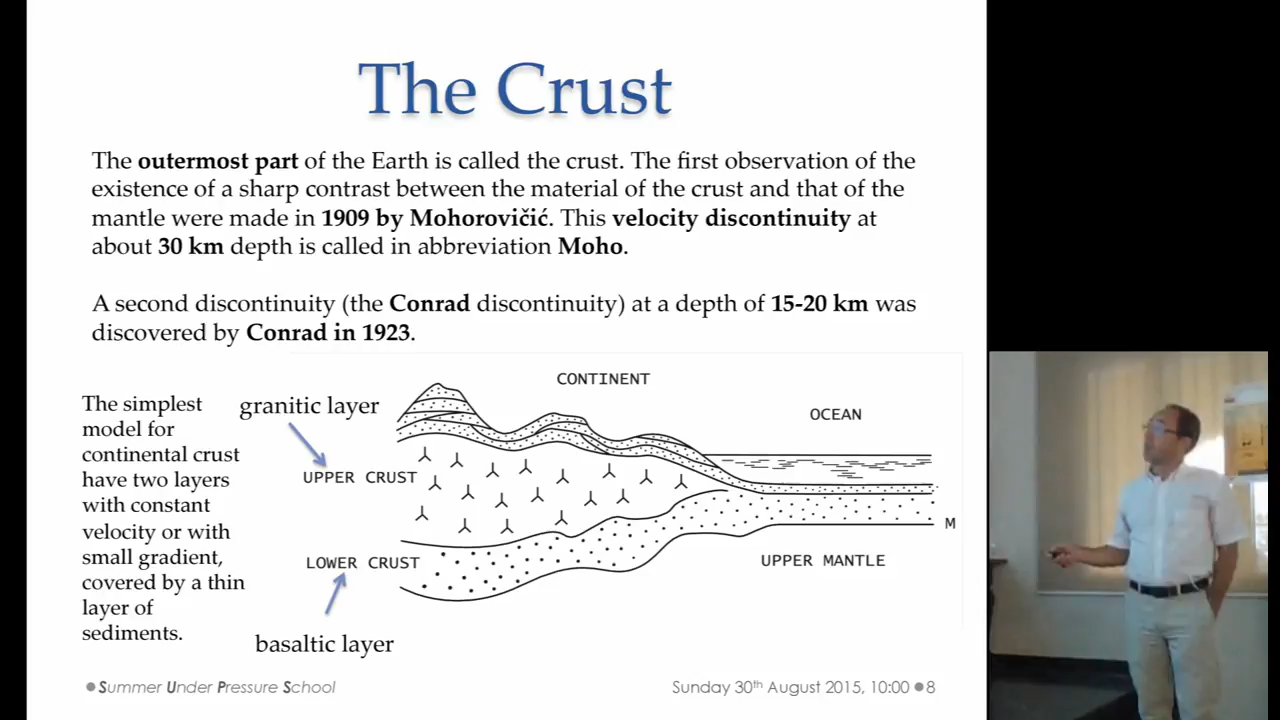 The Crust
The outermost part of the Earth is called the crust. The first observation of the
existence of a sharp contrast between the material of the crust and that of the
mantle were made in 1909 by Mohorovičić. This velocity discontinuity at
about 30 km depth is called in abbreviation Moho.
A second discontinuity (the Conrad discontinuity) at a depth of 15-20 km was
discovered by Conrad in 1923.
The simplest
model for
continental crust
have two layers
with constant
velocity or with
small gradient,
covered by a thin
layer of
sediments.
granitic layer
CONTINENT
OCEAN
UPPER CRUST
M
LOWER CRUST
UPPER MANTLE
basaltic layer
Summer Under Pressure School
Sunday 30th August 2015, 10:00 8